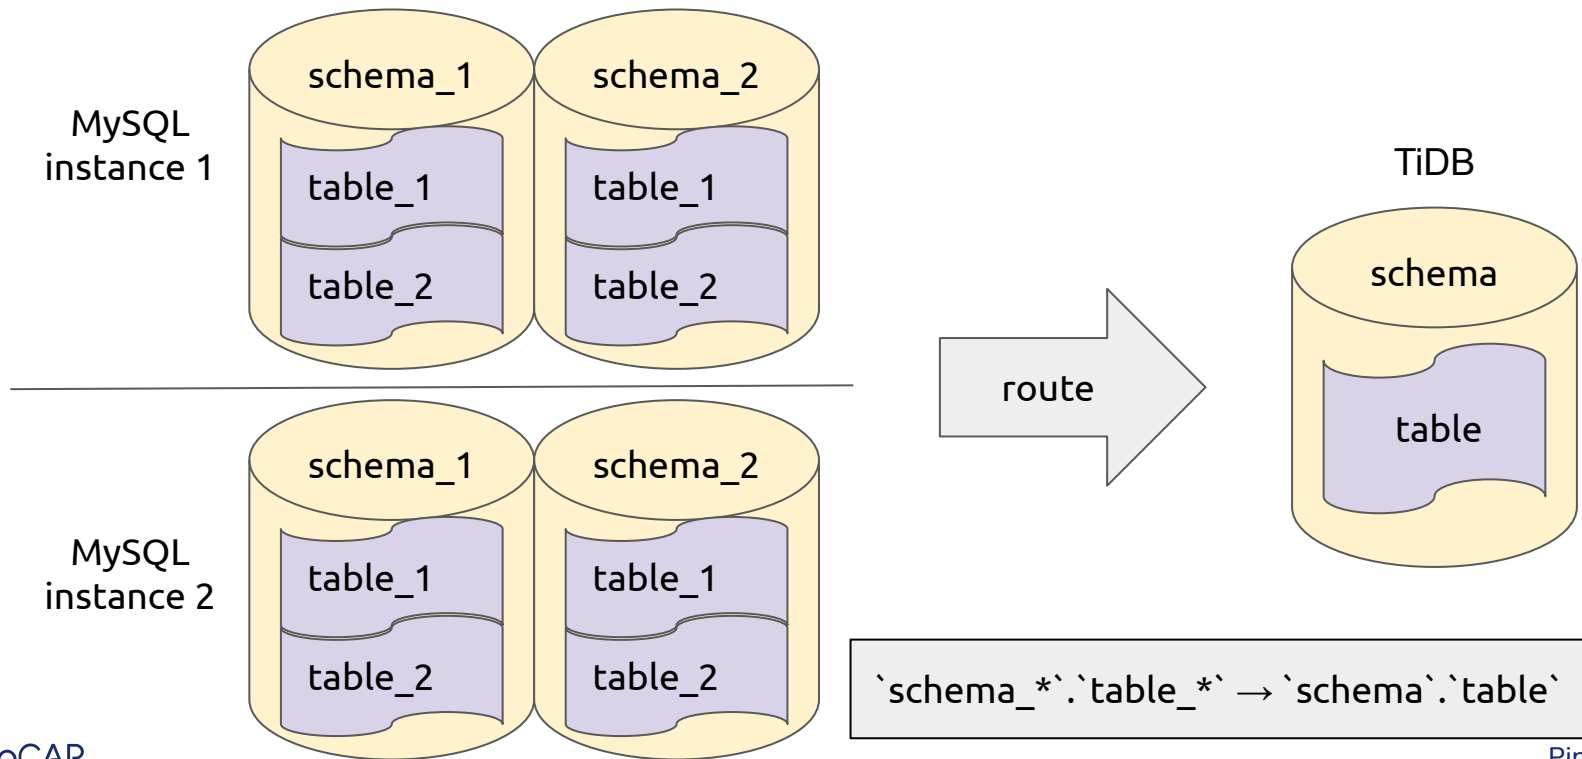 MySQL
instance 1
schema_1
table_1
table_2
schema_2
table_1
table_2
MySQL
instance 2
schema_1
table_1
table_2
schema_2
table_1
table_2
route
TiDB
schema
table
`schema_*`.`table_*` → `schema`.`table`